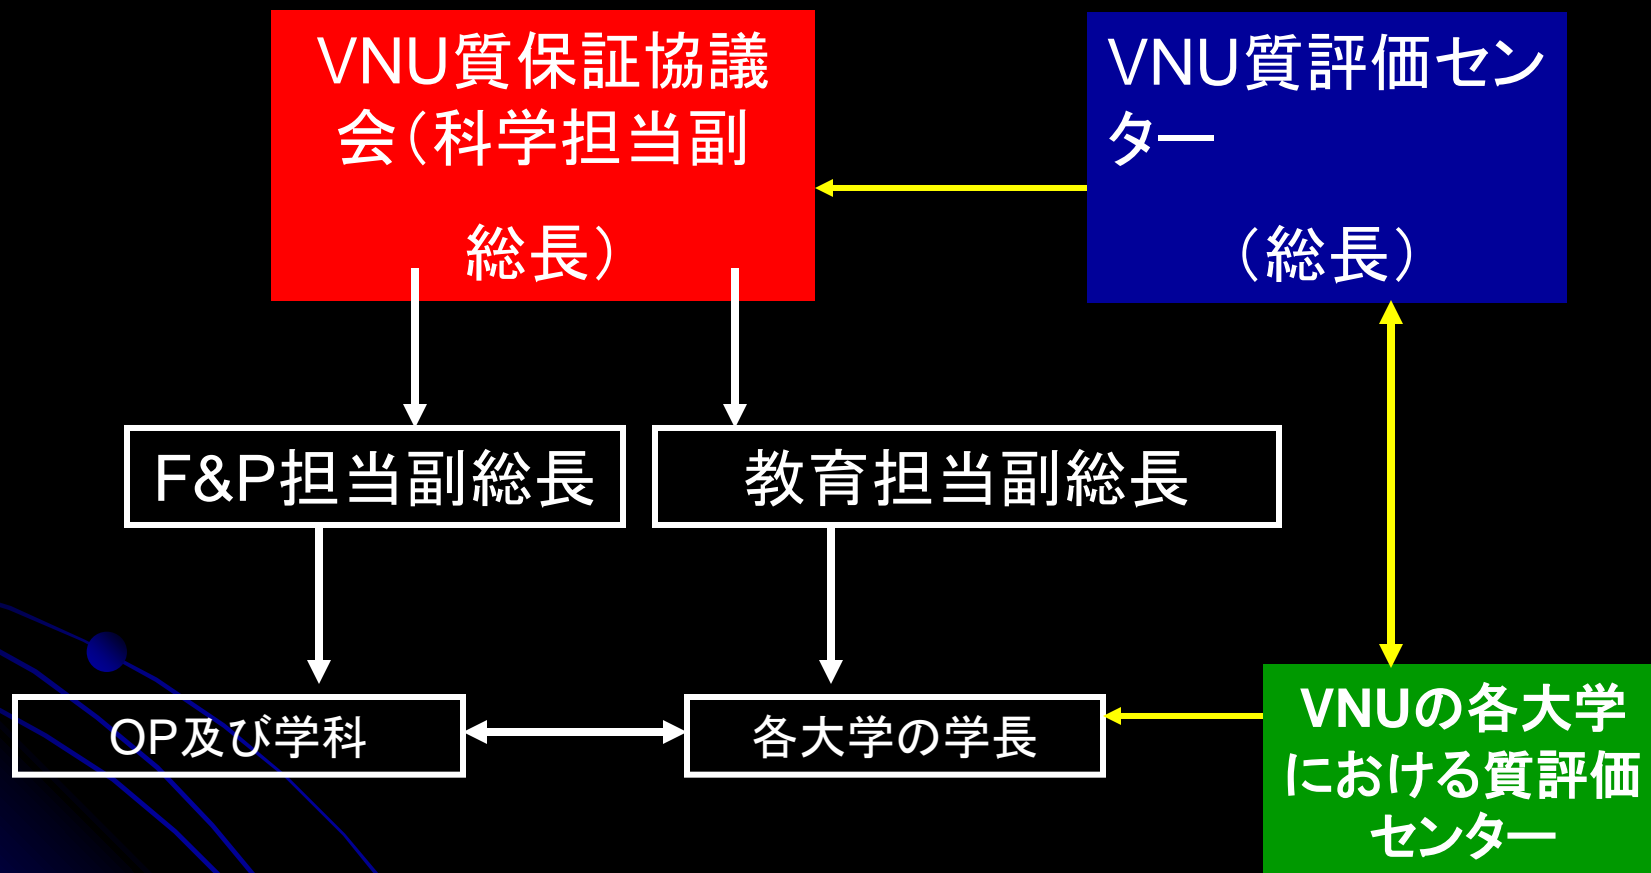 VNU質保証協議
会（科学担当副
総長）
VNU質評価セン
ター
（総長）
F&P担当副総長
教育担当副総長
OP及び学科
各大学の学長
VNUの各大学
における質評価
センター